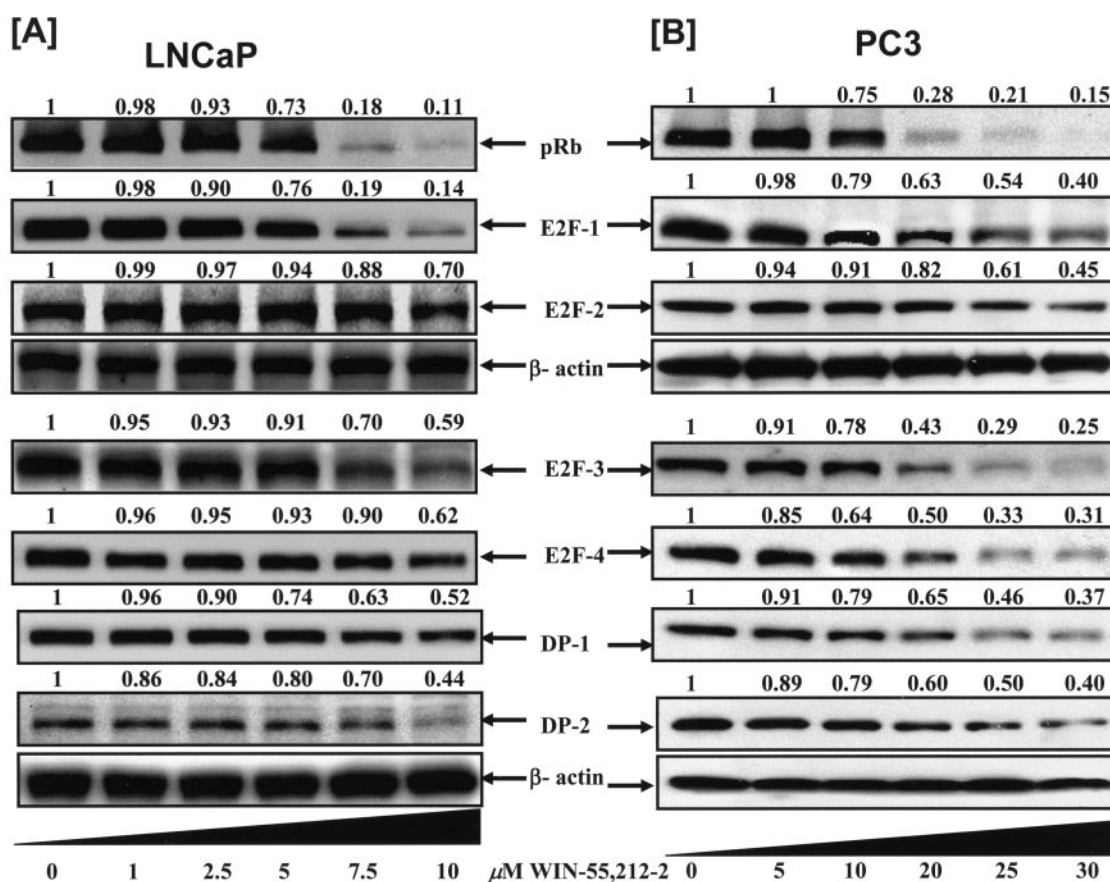 [A] [B]
LNCaP PC3
1 0.98 0.93 0.73 0.18 0.11 1 1 0.75 0.28 0.21 0.15
pRb
1 0.98 0.90 0.76 0.19 0.14 1 0.98 0.79 0.63 0.54 0.40
E2F-1
1 0.99 0.97 0.94 0.88 0.70 1 0.94 0.91 0.82 0.61 0.45
E2F-2
β- actin
1 0.95 0.93 0.91 0.70 0.59 1 0.91 0.78 0.43 0.29 0.25
E2F-3
1 0.96 0.95 0.93 0.90 0.62 1 0.85 0.64 0.50 0.33 0.31
E2F-4
1 0.96 0.90 0.74 0.63 0.52 1 0.91 0.79 0.65 0.46 0.37
DP-1
1 0.86 0.84 0.80 0.70 0.44 1 0.89 0.79 0.60 0.50 0.40
DP-2
β- actin
0 1 2.5 5 7.5 10 μM WIN-55,212-2 0 5 10 20 25 30